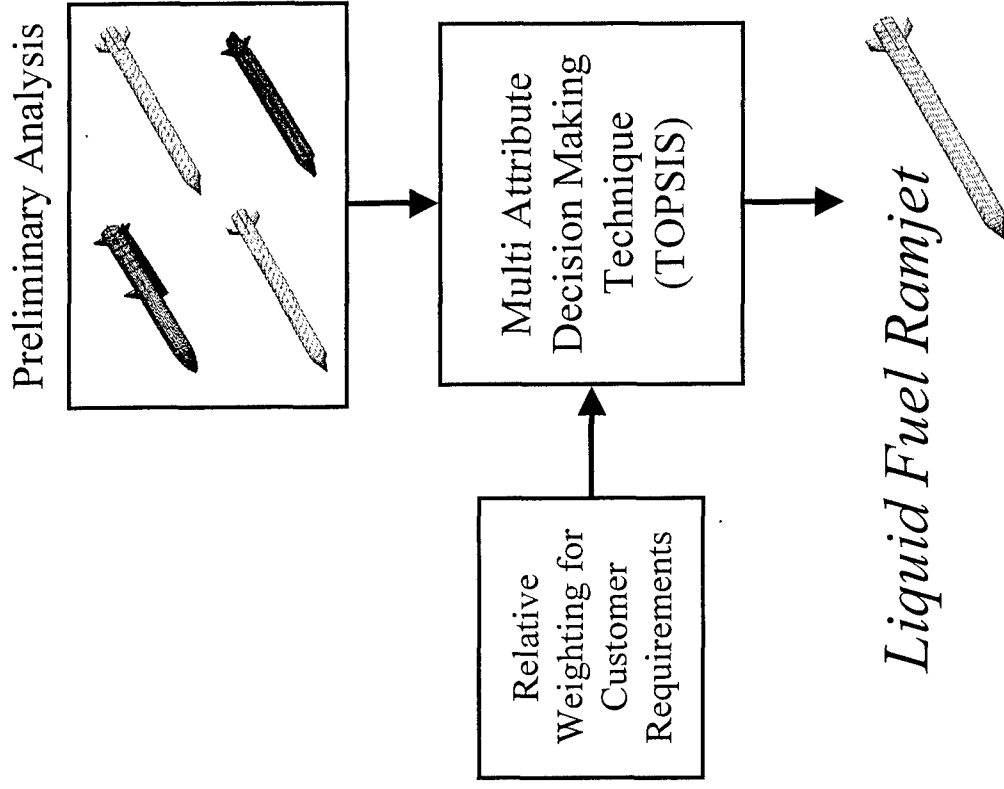 Preliminary Analysis
Multi Attribute
Decision Making
Technique
(TOPSIS)
Relative
Weighting for
Customer
Requirements
Liquid Fuel Ramjet